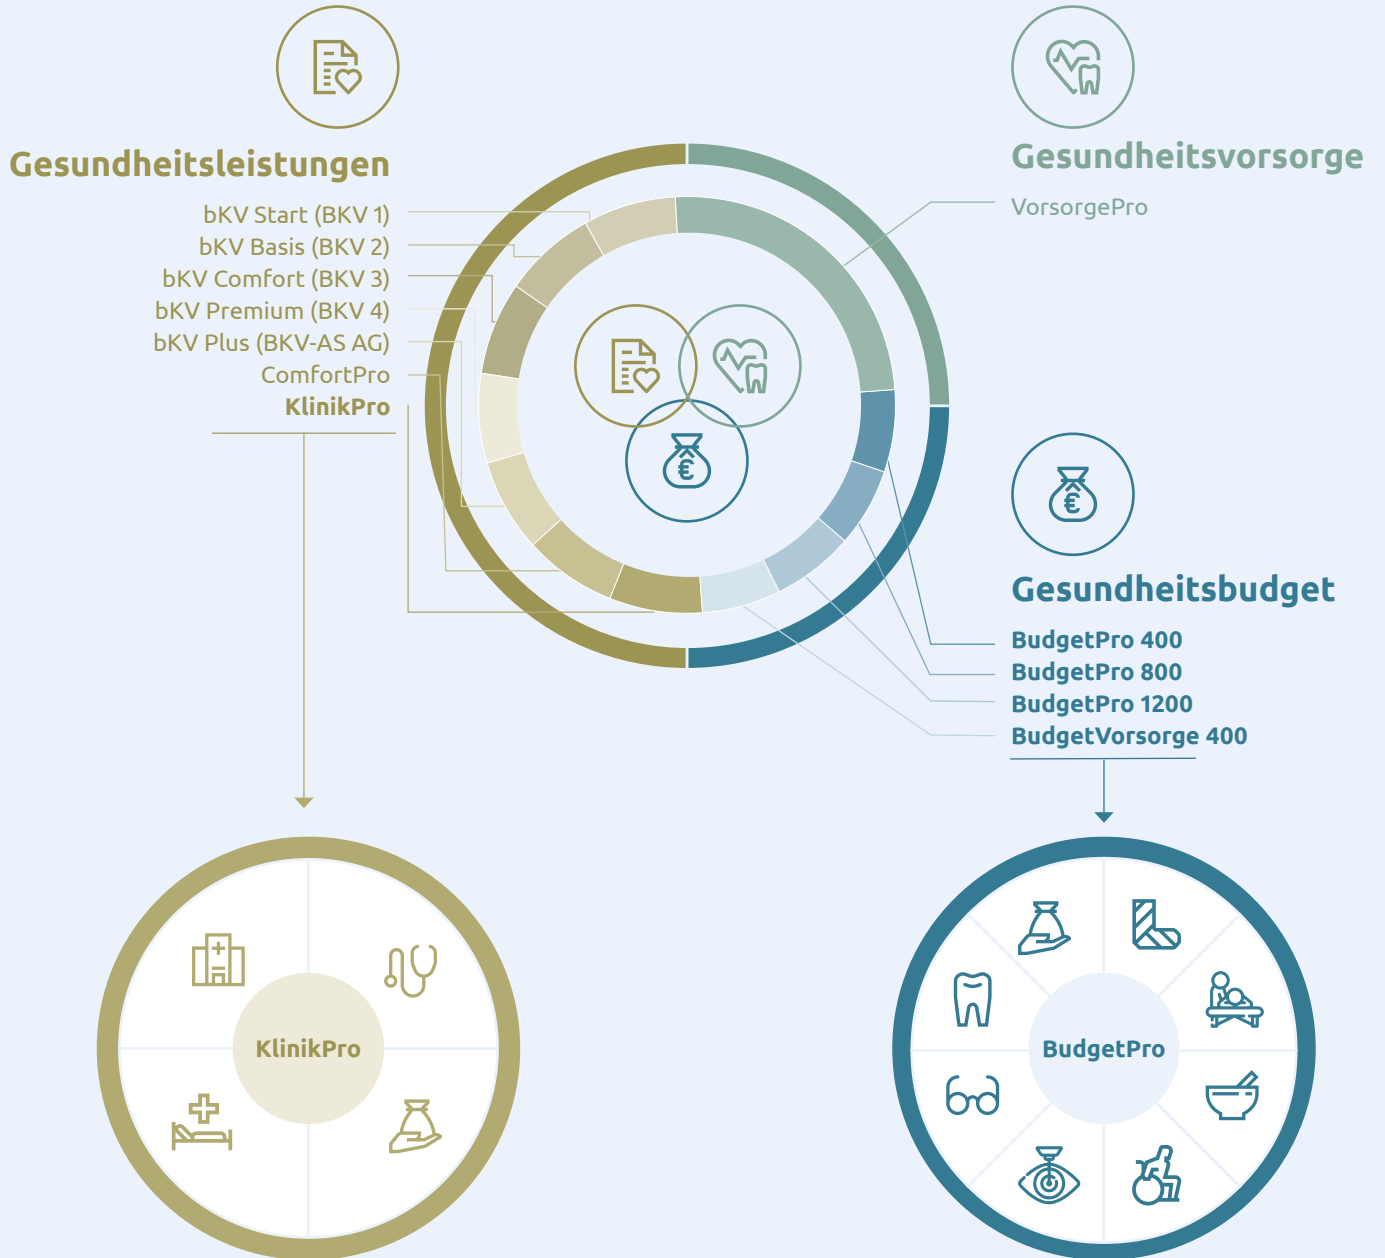 Gesundheitsleistungen
bKV Start (BKV 1)
bKV Basis (BKV 2)
bKV Comfort (BKV 3)
bKV Premium (BKV 4)
bKV Plus (BKV-AS AG)
ComfortPro
KlinikPro
Gesundheitsvorsorge
VorsorgePro
€
€
Gesundheitsbudget
BudgetPro 400
BudgetPro 800
BudgetPro 1200
BudgetVorsorge 400
KlinikPro
BudgetPro